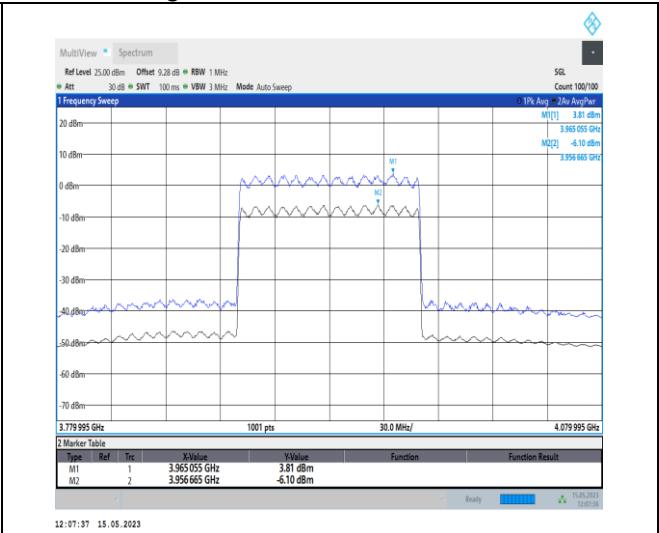 MultiView Spectrum
Ref Level 25.00 dBm Offset 9.28 dB RBW 1 MHz SGL
Att 30 dB SWT 100 ms VBW 3 MHz Mode Auto Sweep Count 100/100
1 Frequency Sweep 1Pk Avg 2Av AvgPwr
M1[1] 3.81 dBm
3.965 055 GHz
M2[2] -6.10 dBm
3.956 665 GHz
20 dBm
10 dBm
M1
0 dBm
M2
-10 dBm
-20 dBm
-30 dBm
-40 dBm
-50 dBm
-60 dBm
-70 dBm
3.779 995 GHz 1001 pts 30.0 MHz/ 4.079 995 GHz
2 Marker Table
Type Ref Trc X-Value Y-Value Function Function Result
M1 1 3.965 055 GHz 3.81 dBm
M2 2 3.956 665 GHz -6.10 dBm
Ready 15.05.2023
12:07:36
12:07:37 15.05.2023